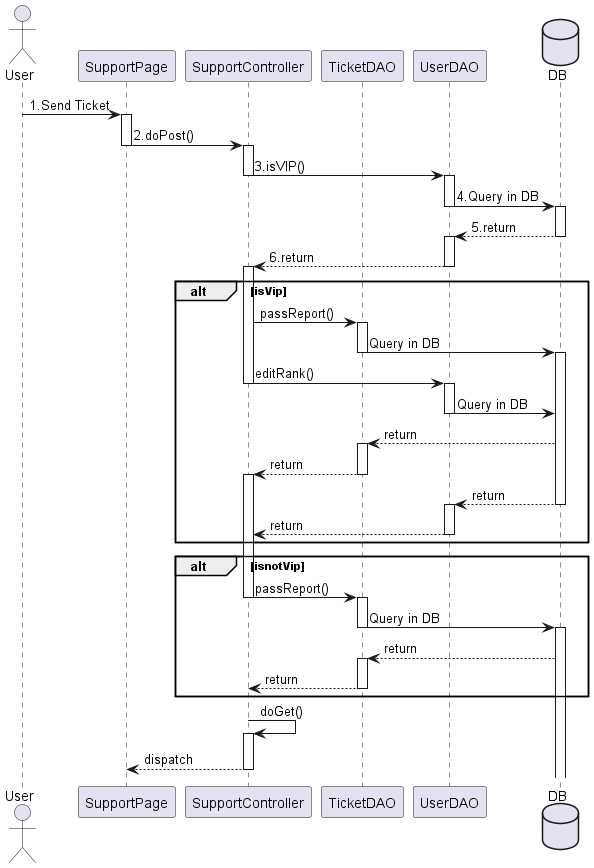 User
SupportPage
SupportController
TicketDAO
UserDAO
DB
1.Send Ticket
2.doPost()
3.isVIP()
4.Query in DB
5.return
6.return
alt [isVip]
passReport()
Query in DB
editRank()
Query in DB
return
return
return
return
alt [isnotVip]
passReport()
Query in DB
return
return
doGet()
dispatch
User
SupportPage
SupportController
TicketDAO
UserDAO
DB